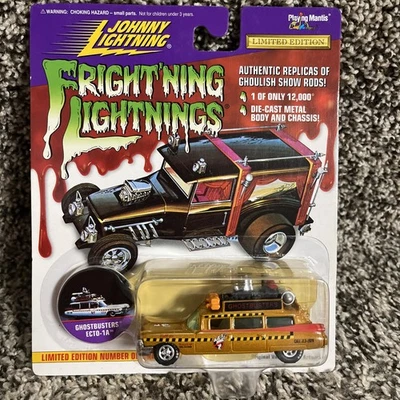 ⚠ WARNING: CHOKING HAZARD - small parts. Not for children under 3 years.
JOHNNY
LIGHTNING
Playing Mantis
LIMITED EDITION
FRIGHT'NING
LIGHTNINGS
AUTHENTIC REPLICAS OF
GHOULISH SHOW RODS!
1 OF ONLY 12,000*
DIE-CAST METAL
BODY AND CHASSIS!
GHOSTBUSTERS
ECTO-1A
LIMITED EDITION NUMBER